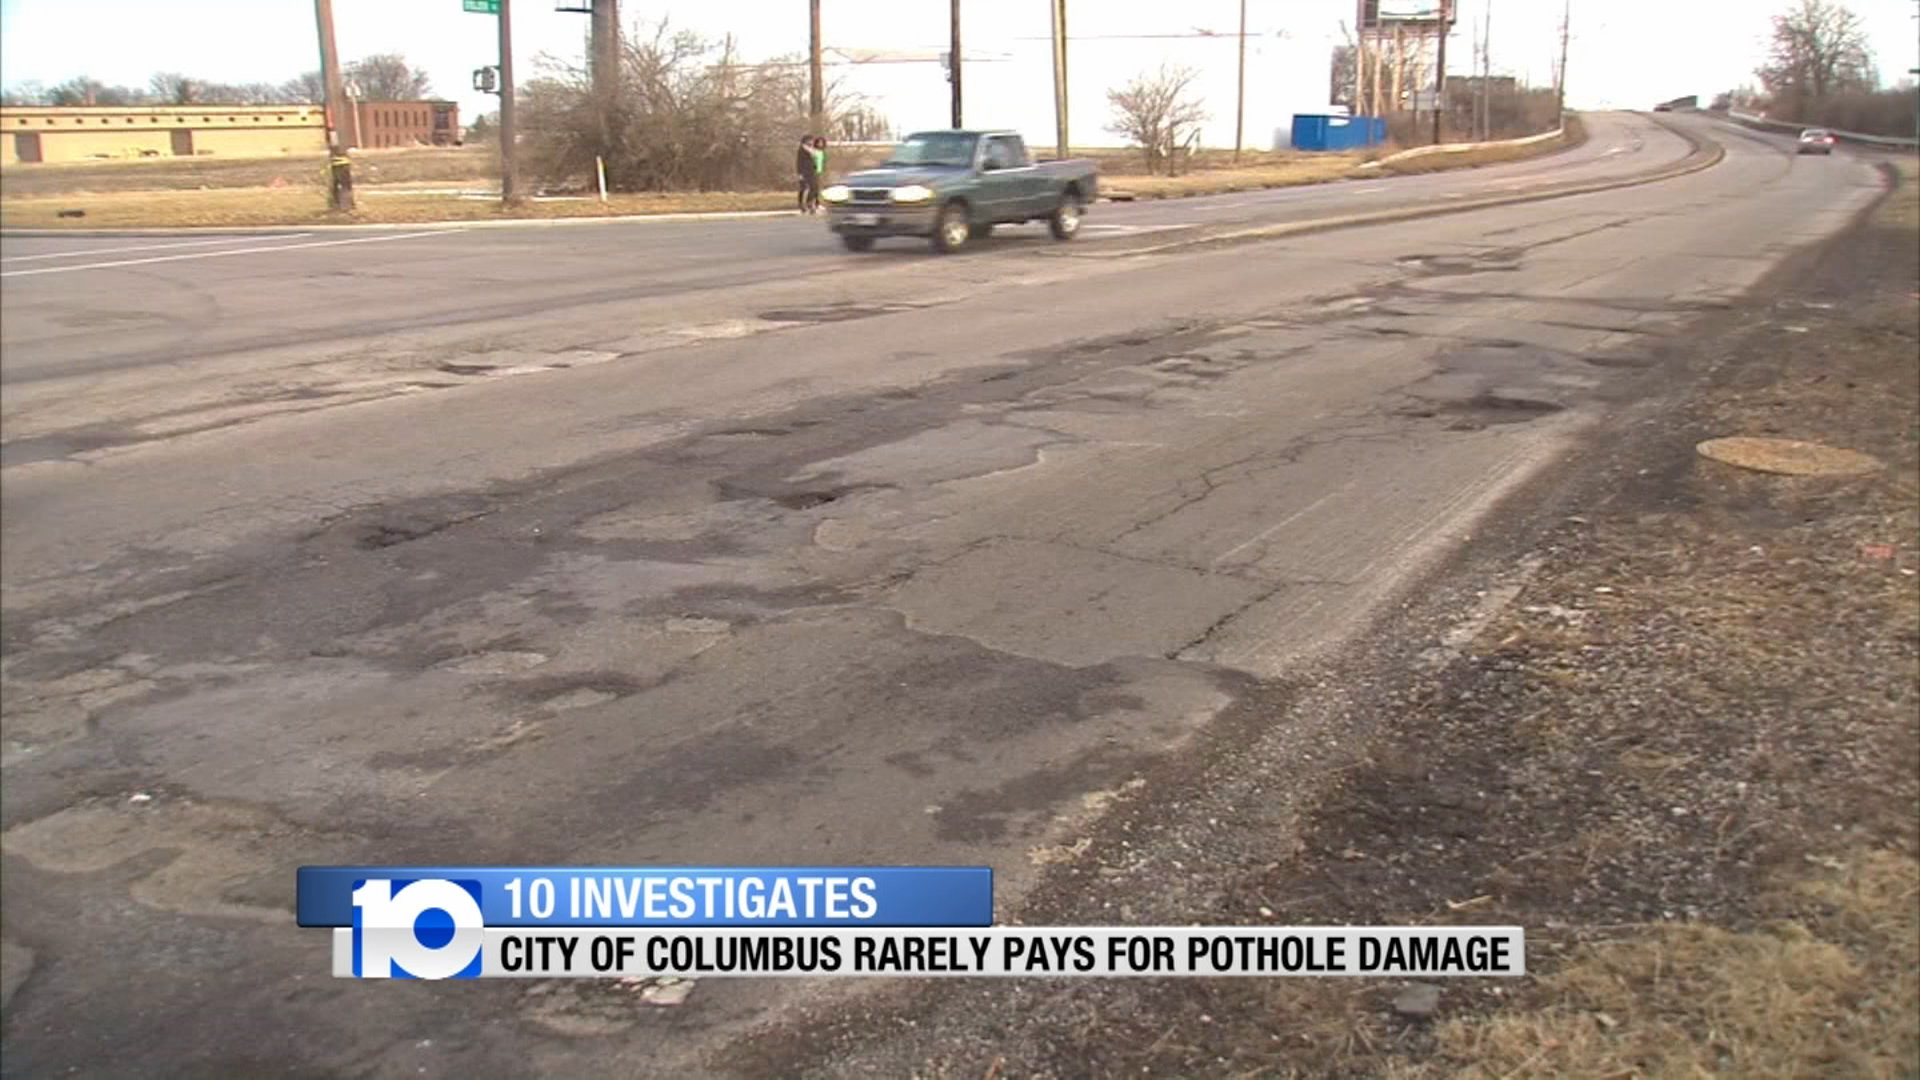 10 10 INVESTIGATES
CITY OF COLUMBUS RARELY PAYS FOR POTHOLE DAMAGE